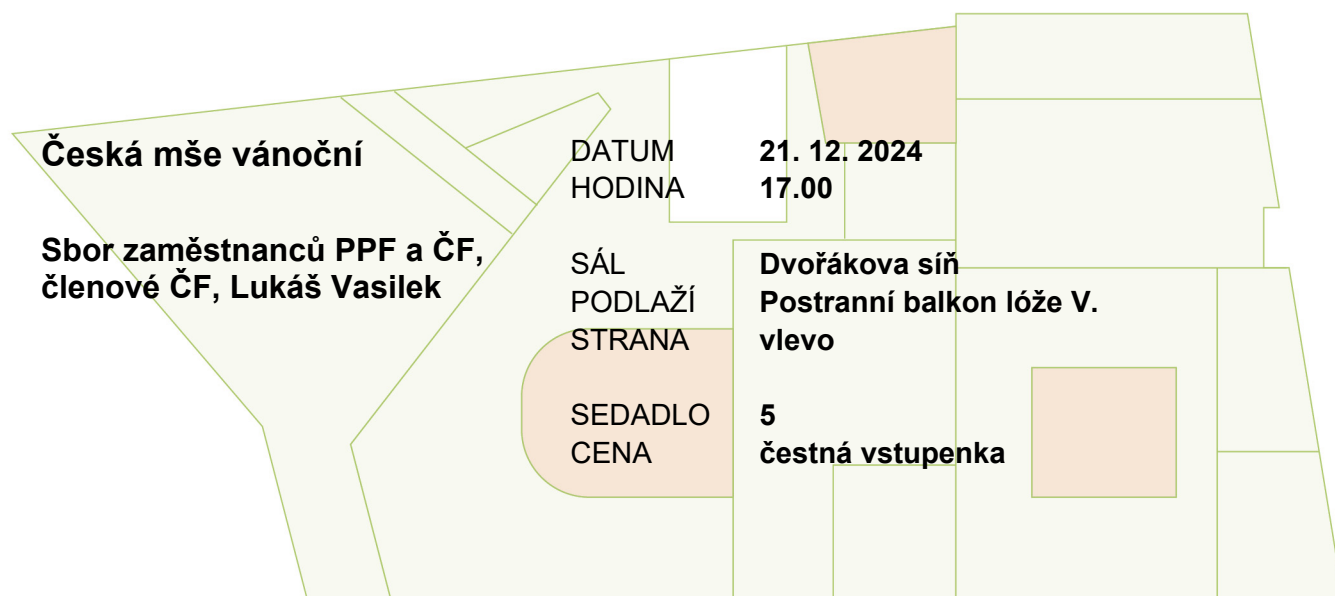 Česká mše vánoční
Sbor zaměstnanců PPF a ČF,
členové ČF, Lukáš Vasilek
DATUM 21. 12. 2024
HODINA 17.00
SÁL Dvořákova síň
PODLAŽÍ Postranní balkon lóže V.
STRANA vlevo
SEDADLO 5
CENA čestná vstupenka